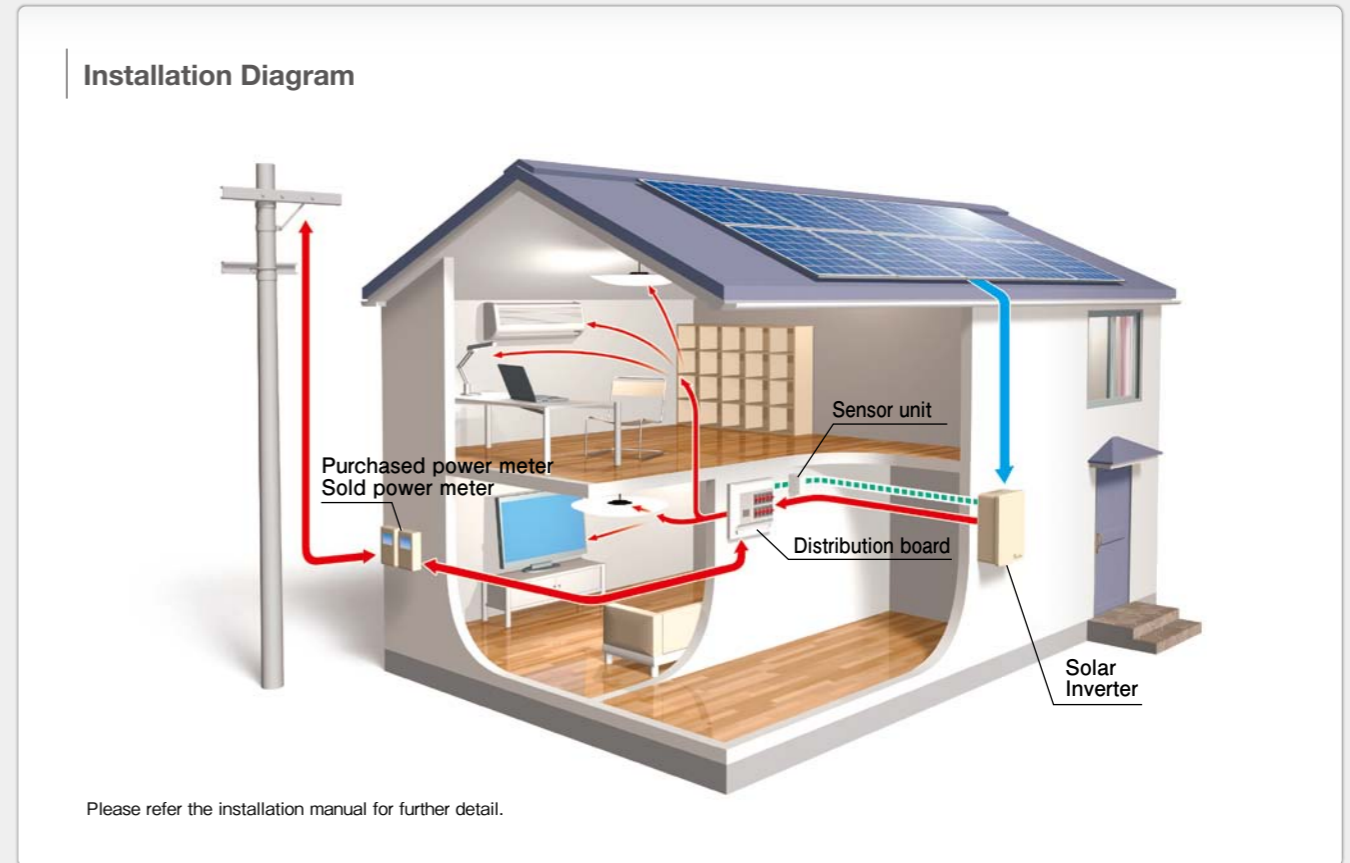 Installation Diagram
Sensor unit
Purchased power meter
Sold power meter
Distribution board
Solar
Inverter
Please refer the installation manual for further detail.